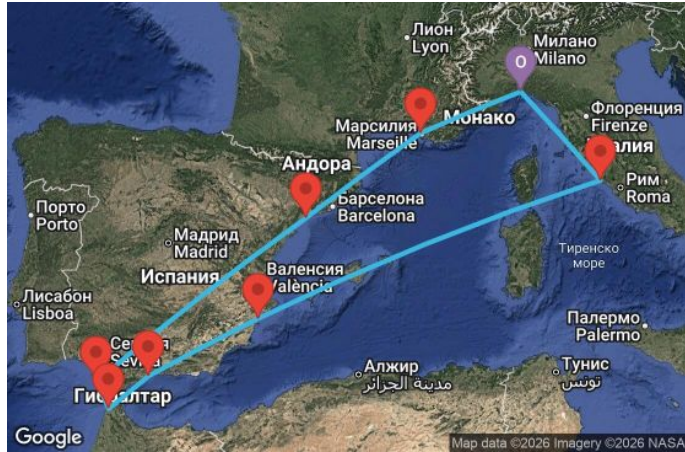 Лион
Lyon
Милано
Milano
O
Марсилия
Marseille
Монако
Флоренция
Firenze
Андора
Рим
Roma
Барселона
Barcelona
Порто
Porto
Мадрид
Madrid
Испания
Валенсия
València
Тиренско
море
Лисабон
Lisboa
Палермо
Palermo
Гибралтар
Алжир
مدينة الجزائر
Тунис
تونس
Google
Map data ©2026 Imagery ©2026 NASA